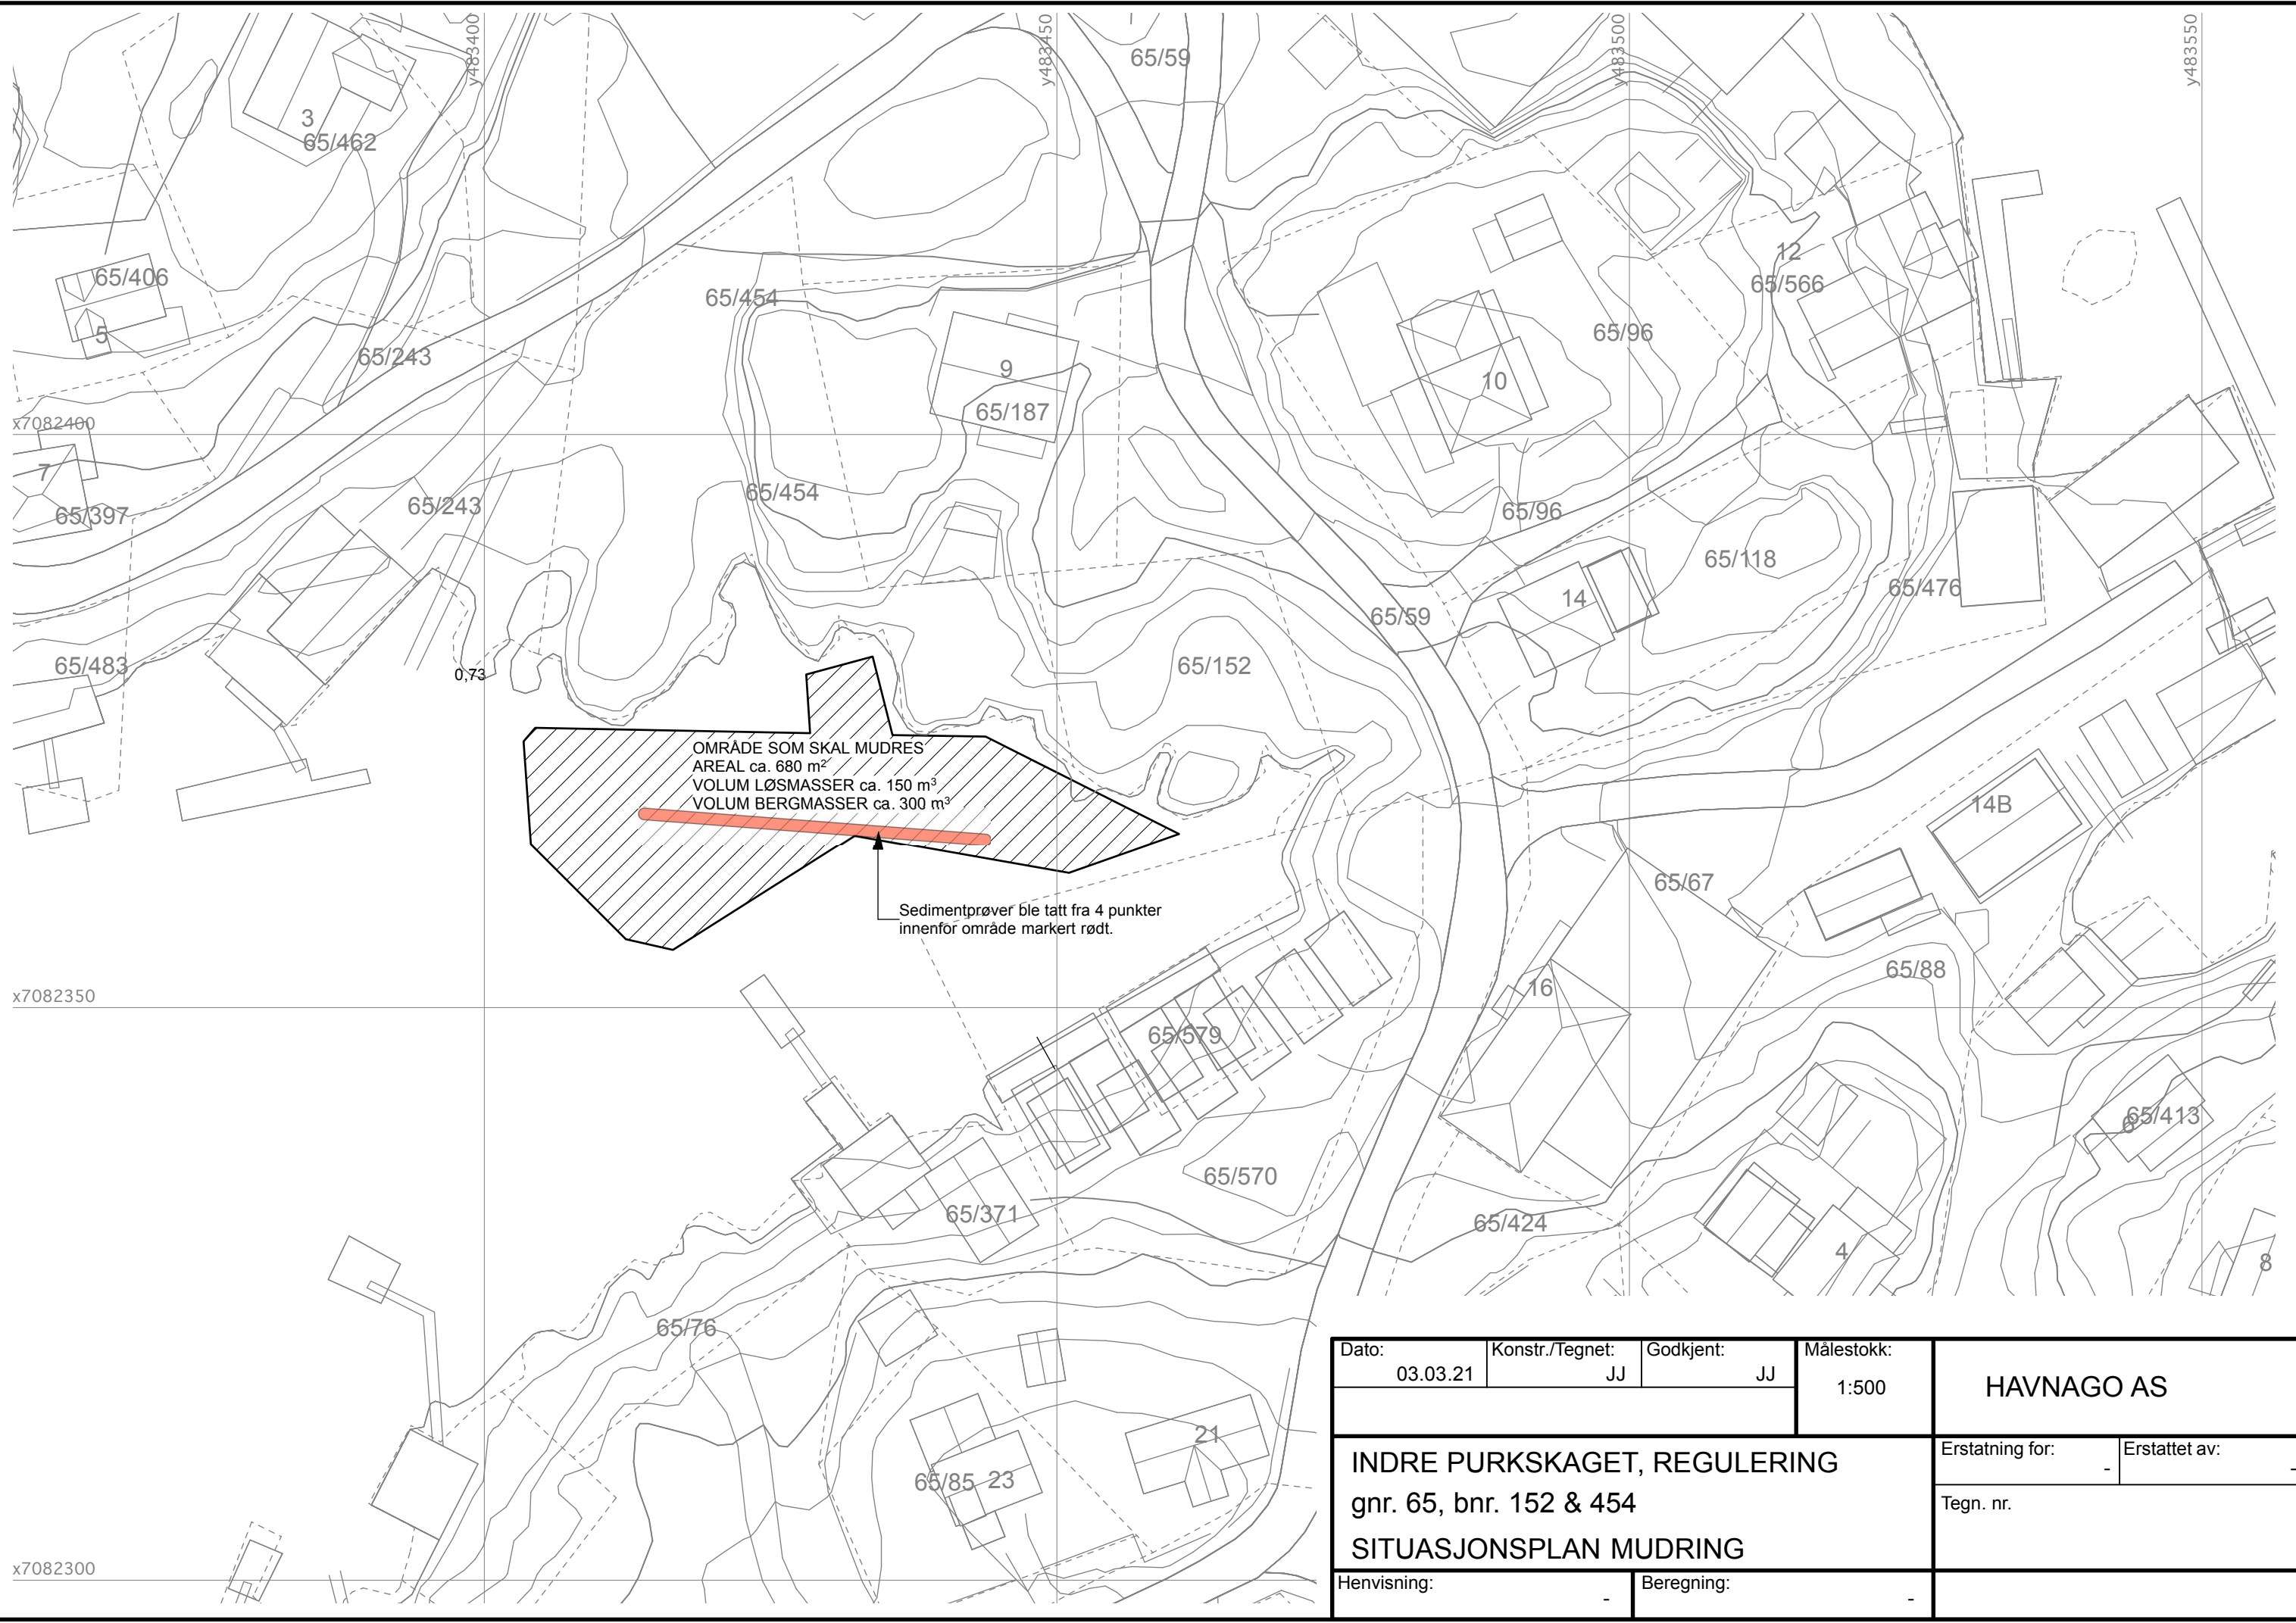 y483400
y483450
y483500
y483550
65/59
3
65/462
65/406
5
65/454
65/243
12
65/566
65/96
9
65/187
10
x7082400
7
65/397
65/243
65/454
65/96
65/118
65/476
14
65/59
65/483
0,73
65/152
OMRÅDE SOM SKAL MUDRES
AREAL ca. 680 m²
VOLUM LØSMASSER ca. 150 m³
VOLUM BERGMASSER ca. 300 m³
14B
65/67
Sedimentprøver ble tatt fra 4 punkter
innenfor område markert rødt.
65/88
16
x7082350
65/579
65/413
6
65/570
65/371
65/424
4
8
65/76
21
65/85 23
x7082300
Dato:
03.03.21
Konstr./Tegnet:
JJ
Godkjent:
JJ
Målestokk:
1:500
HAVNAGO AS
INDRE PURKSKAGET, REGULERING
gnr. 65, bnr. 152 & 454
SITUASJONSPLAN MUDRING
Erstatning for:
-
Erstattet av:
-
Tegn. nr.
Henvisning:
-
Beregning:
-